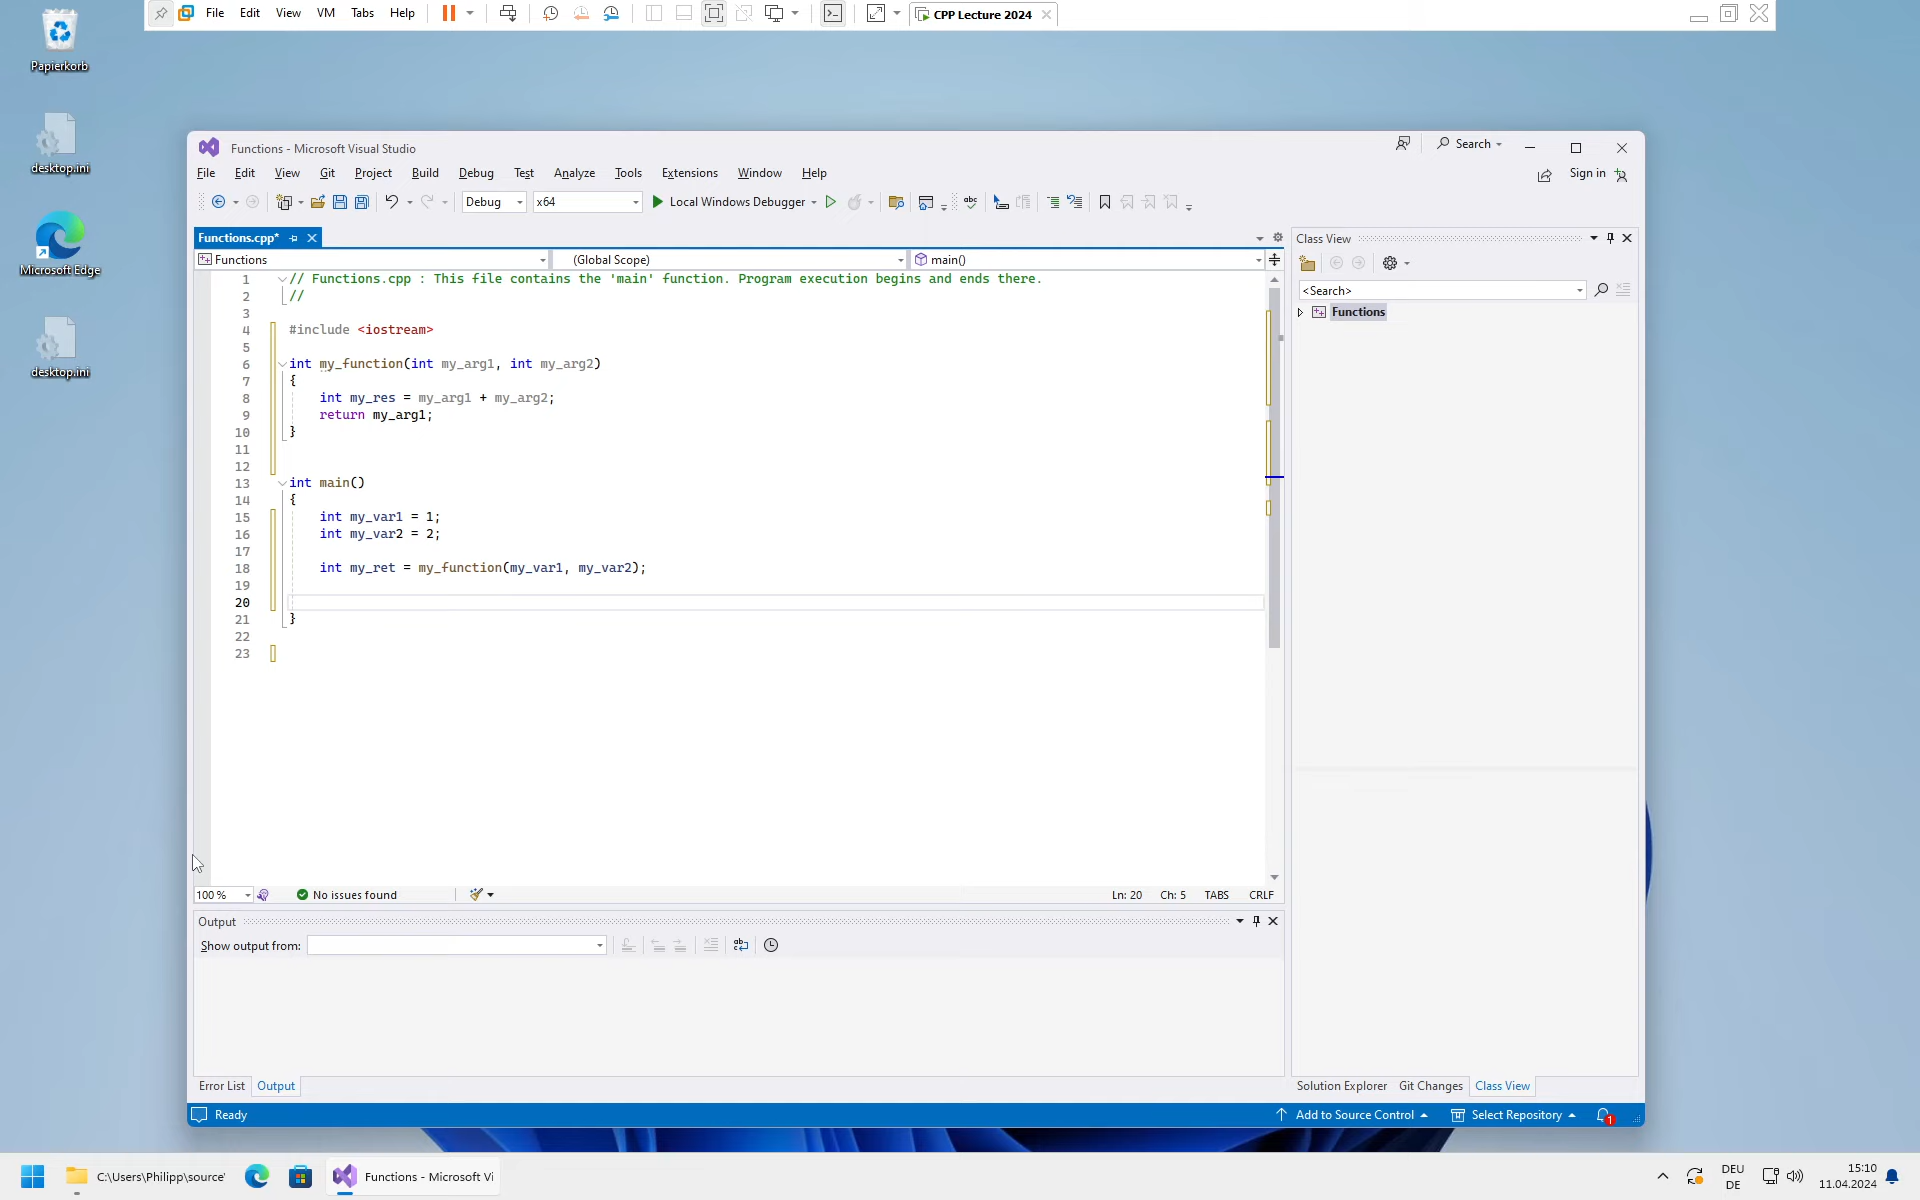 File Edit View VM Tabs Help CPP Lecture 2024
Papierkorb
desktop.ini
Microsoft Edge
desktop.ini
Functions - Microsoft Visual Studio Search
File Edit View Git Project Build Debug Test Analyze Tools Extensions Window Help Sign in
Debug x64 Local Windows Debugger abc
Functions.cpp*
Functions (Global Scope) main()
1 // Functions.cpp : This file contains the 'main' function. Program execution begins and ends there.
2 //
3
4 #include <iostream>
5
6 int my_function(int my_arg1, int my_arg2)
7 {
8 int my_res = my_arg1 + my_arg2;
9 return my_arg1;
10 }
11
12
13 int main()
14 {
15 int my_var1 = 1;
16 int my_var2 = 2;
17
18 int my_ret = my_function(my_var1, my_var2);
19
20
21 }
22
23
100 % No issues found Ln: 20 Ch: 5 TABS CRLF
Output
Show output from:
Error List Output
Class View
<Search>
Functions
Solution Explorer Git Changes Class View
Ready Add to Source Control Select Repository 1
C:\Users\Philipp\source' Functions - Microsoft Vi
DEU
DE
15:10
11.04.2024